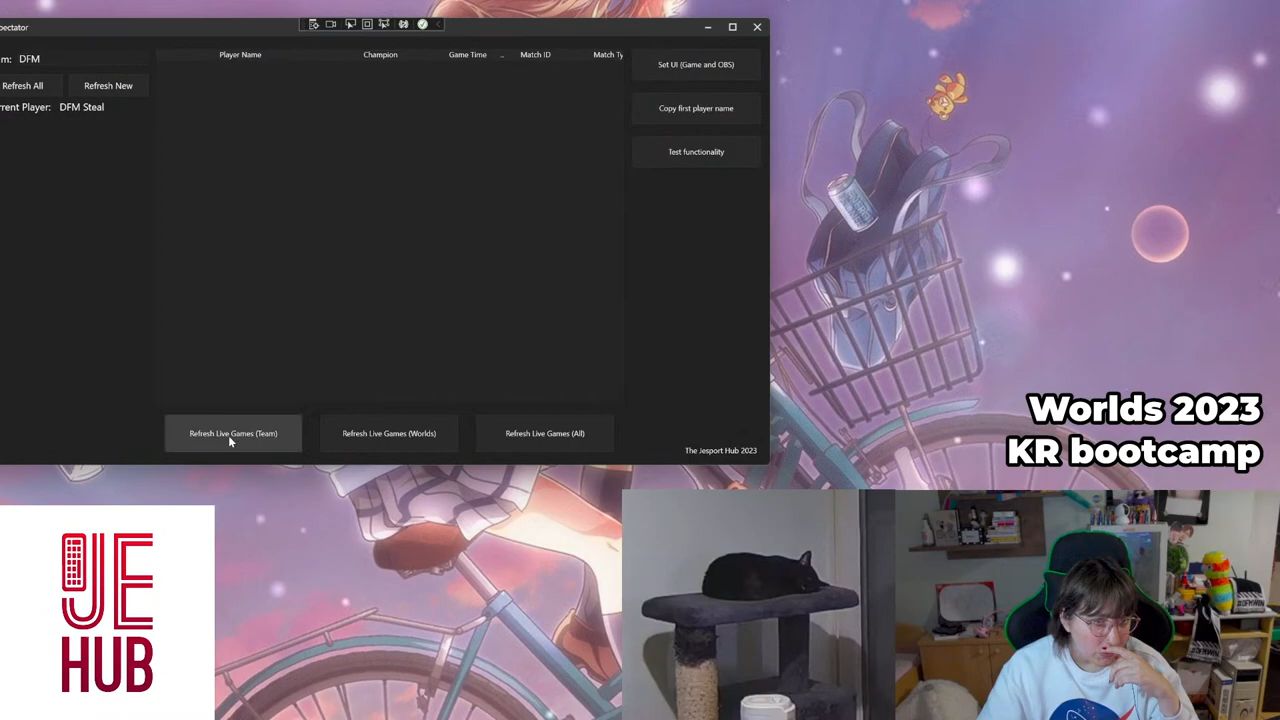 pectator
m: DFM
Refresh All
Refresh New
rent Player: DFM Steal
Player Name
Champion
Game Time
..
Match ID
Match Ty
Set UI (Game and OBS)
Copy first player name
Test functionality
Refresh Live Games (Team)
Refresh Live Games (Worlds)
Refresh Live Games (All)
The Jesport Hub 2023
Worlds 2023
KR bootcamp
JE
HUB